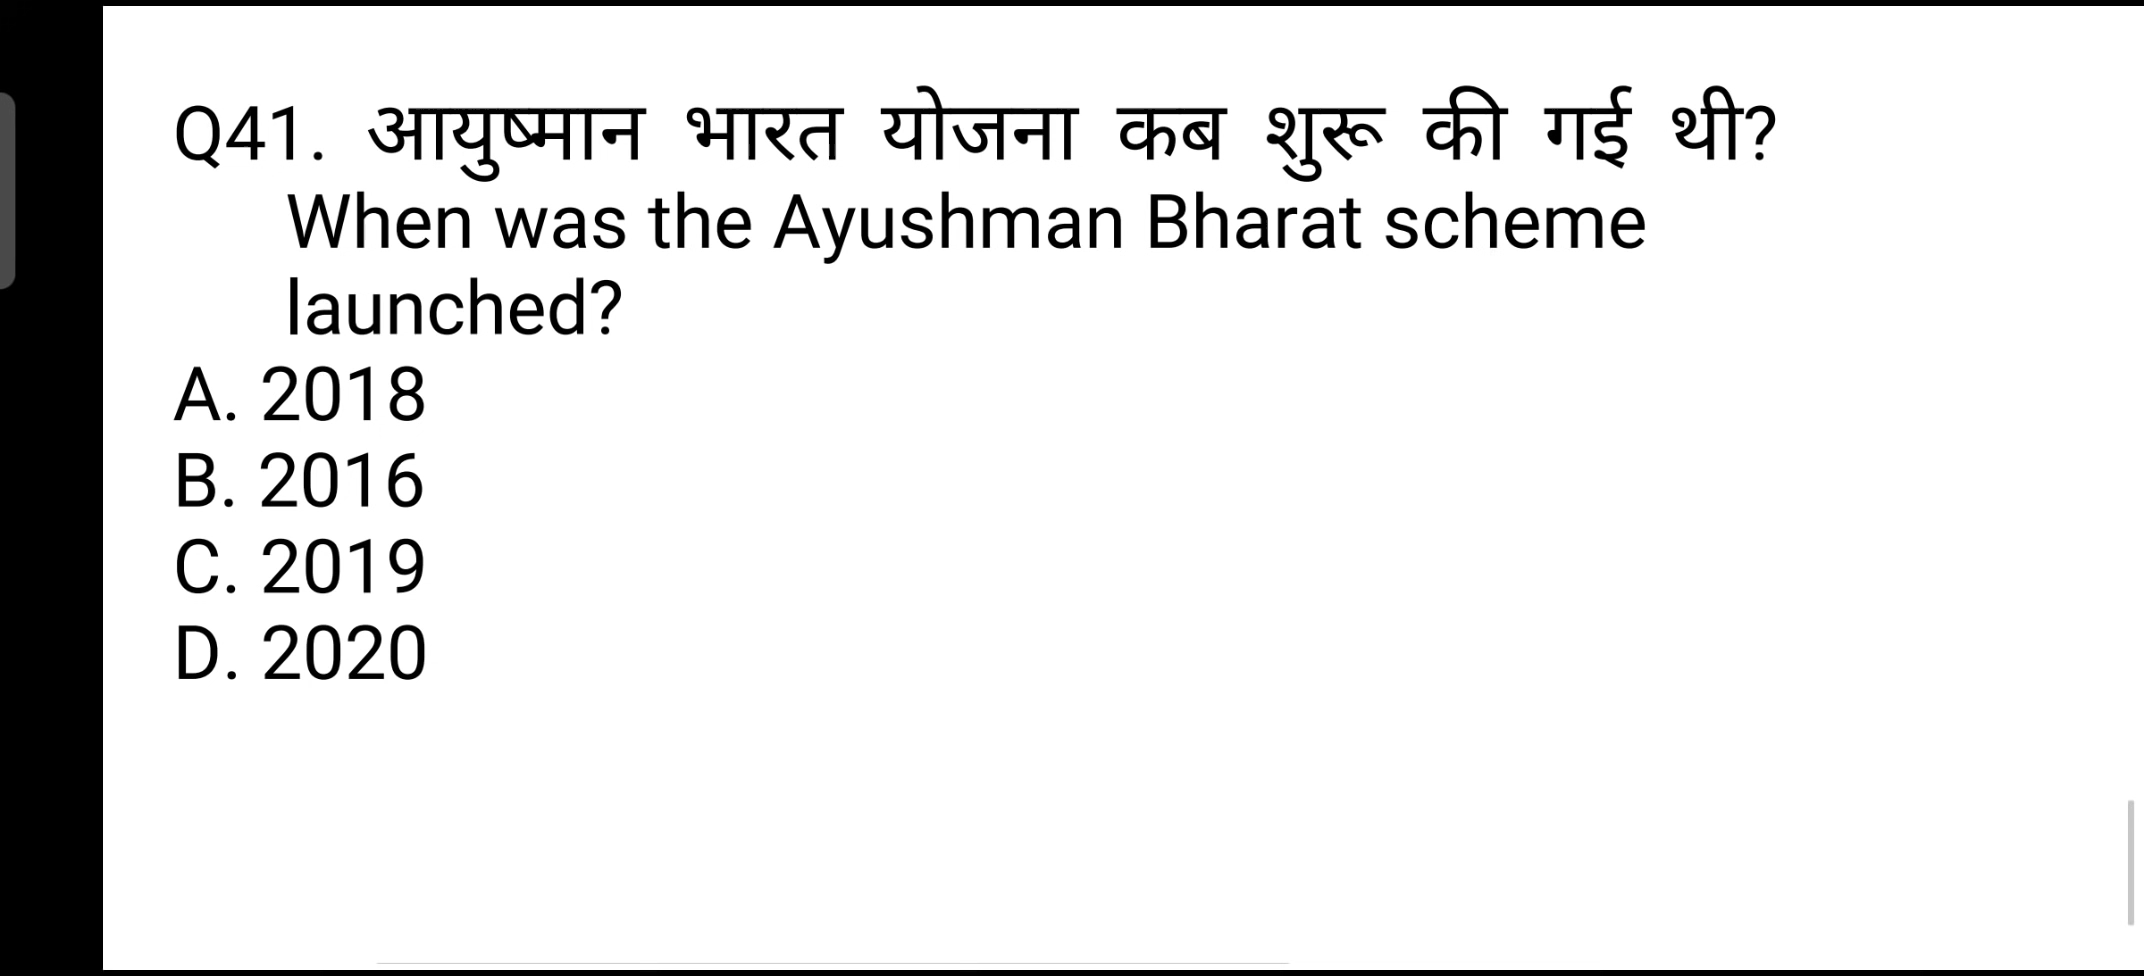 Q41. आयुष्मान भारत योजना कब शुरू की गई थी?
When was the Ayushman Bharat scheme
launched?
A. 2018
B. 2016
C. 2019
D. 2020